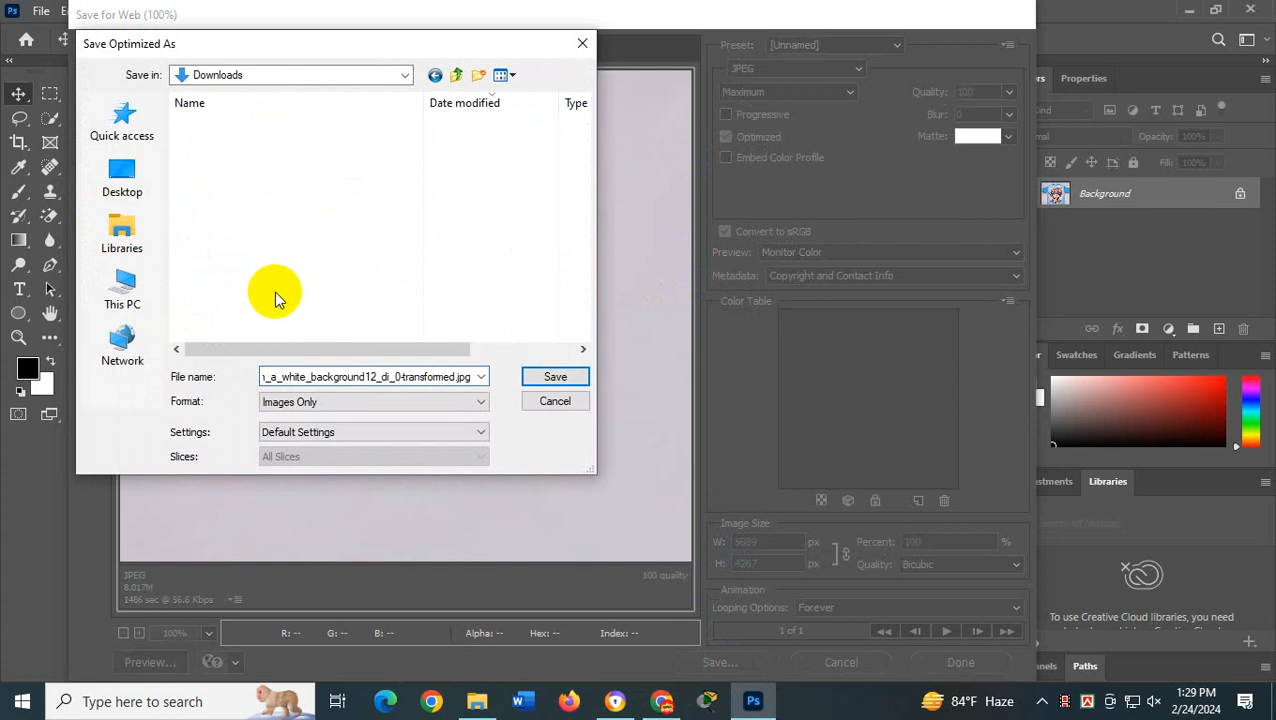 File
Save for Web (100%)
Save Optimized As
Save in: Downloads
Name Date modified Type
Quick access
Desktop
Libraries
This PC
Network
File name: _a_white_background12_di_0-transformed.jpg Save
Format: Images Only Cancel
Settings: Default Settings
Slices: All Slices
Preset: [Unnamed]
JPEG
Maximum Quality: 100
Progressive Blur: 0
Optimized Matte:
Embed Color Profile
Convert to sRGB
Preview: Monitor Color
Metadata: Copyright and Contact Info
Color Table
Image Size
W: 5689 px Percent: 100 %
H: 4267 px Quality: Bicubic
Animation
Looping Options: Forever
1 of 1
JPEG 100 quality
8.017M
1466 sec @ 56.6 Kbps
100% R: -- G: -- B: -- Alpha: -- Hex: -- Index: --
Preview... Save... Cancel Done
Properties
Opacity: 100%
Fill: 100%
Background
Swatches Gradients Patterns
Libraries
To use Creative Cloud libraries, you need
Paths
Type here to search
Ps
84°F Haze
1:29 PM
2/24/2024